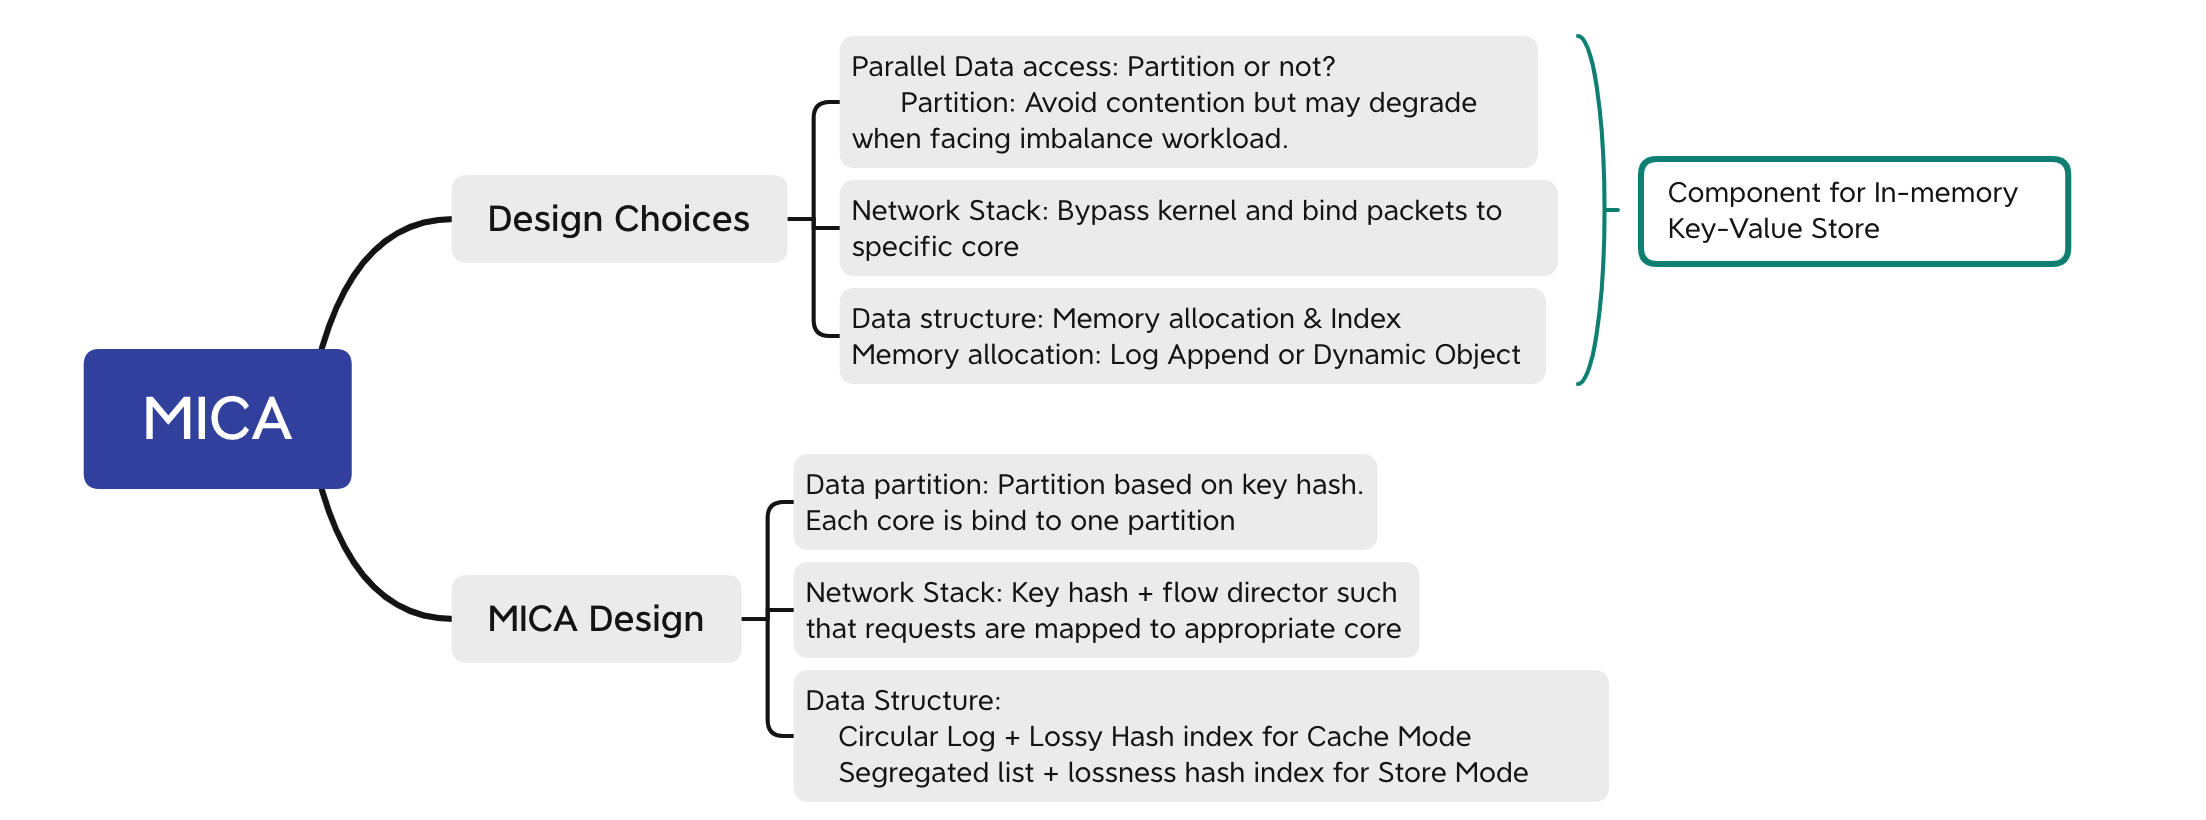 MICA
Design Choices
Parallel Data access: Partition or not?
Partition: Avoid contention but may degrade
when facing imbalance workload.
Network Stack: Bypass kernel and bind packets to
specific core
Data structure: Memory allocation & Index
Memory allocation: Log Append or Dynamic Object
Component for In-memory
Key-Value Store
MICA Design
Data partition: Partition based on key hash.
Each core is bind to one partition
Network Stack: Key hash + flow director such
that requests are mapped to appropriate core
Data Structure:
Circular Log + Lossy Hash index for Cache Mode
Segregated list + lossness hash index for Store Mode